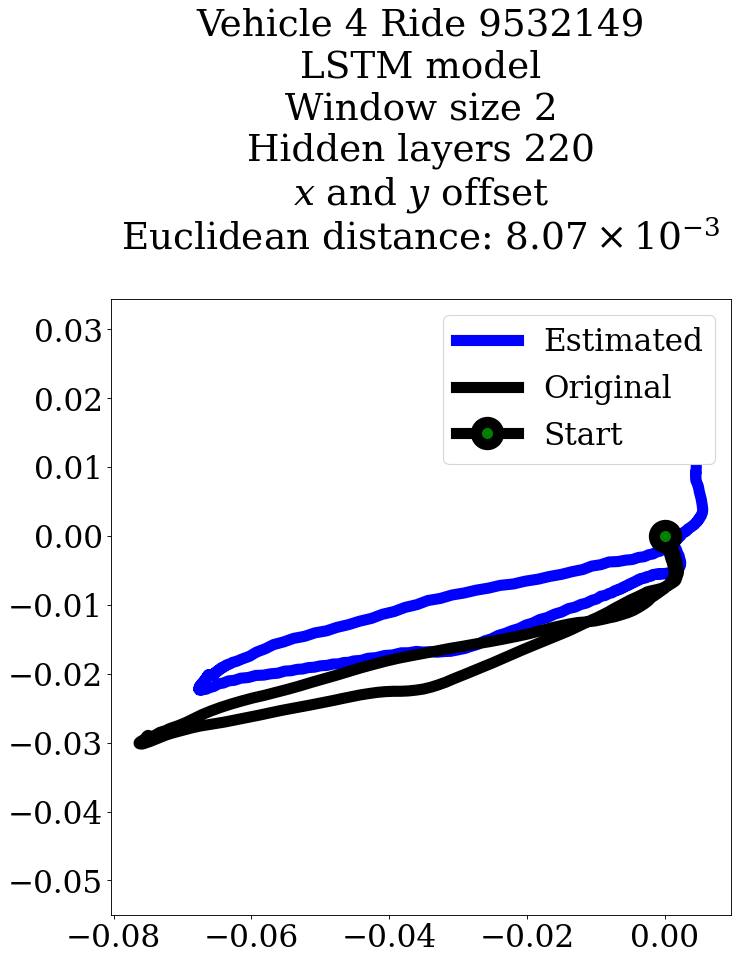 Vehicle 4 Ride 9532149
LSTM model
Window size 2
Hidden layers 220
x and y offset
Euclidean distance: 8.07 × 10⁻³
Estimated
Original
Start
0.03
0.02
0.01
0.00
−0.01
−0.02
−0.03
−0.04
−0.05
−0.08 −0.06 −0.04 −0.02 0.00